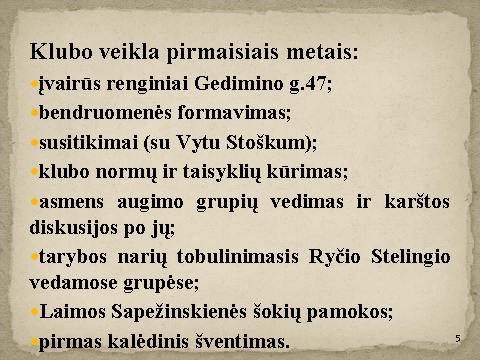 Klubo veikla pirmaisiais metais:
•įvairūs renginiai Gedimino g.47;
•bendruomenės formavimas;
•susitikimai (su Vytu Stoškum);
•klubo normų ir taisyklių kūrimas;
•asmens augimo grupių vedimas ir karštos
diskusijos po jų;
•tarybos narių tobulinimasis Ryčio Stelingio
vedamose grupėse;
•Laimos Sapežinskienės šokių pamokos;
•pirmas kalėdinis šventimas.
5